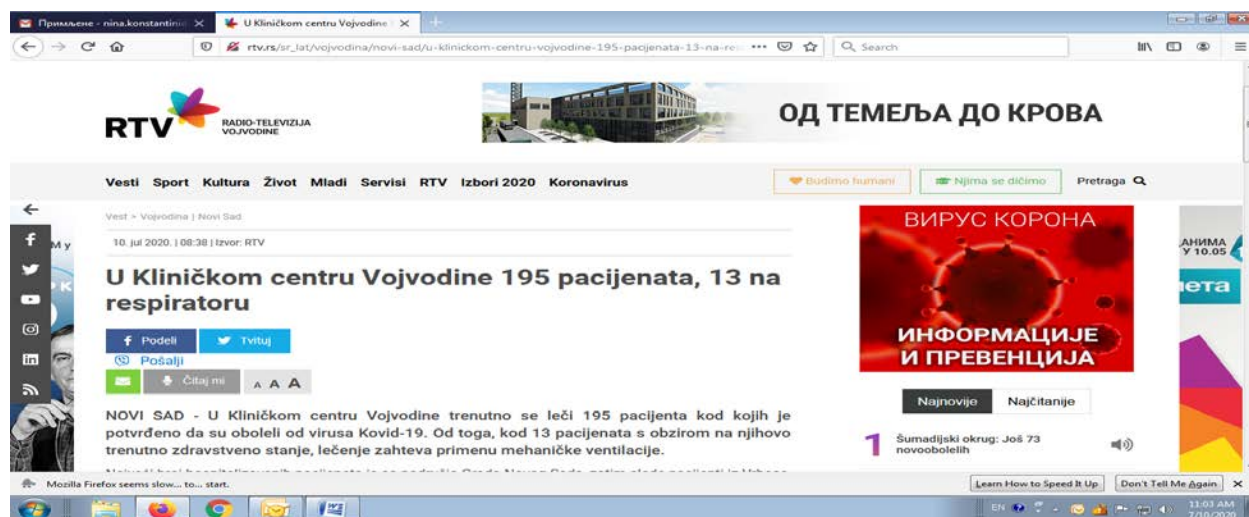 Примљене - nina.konstantini
U Kliničkom centru Vojvodine
rtv.rs/sr_lat/vojvodina/novi-sad/u-klinickom-centru-vojvodine-195-pacijenata-13-na-res
Search
RTV
RADIO-TELEVIZIJA
VOJVODINE
ОД ТЕМЕЉА ДО КРОВА
Vesti Sport Kultura Život Mladi Servisi RTV Izbori 2020 Koronavirus
Budimo humani
Njima se dičimo
Pretraga
Vest > Vojvodina | Novi Sad
10. jul 2020. | 08:38 | Izvor: RTV
U Kliničkom centru Vojvodine 195 pacijenata, 13 na
respiratoru
Podeli
Tvituj
Pošalji
Čitaj mi
A A A
NOVI SAD - U Kliničkom centru Vojvodine trenutno se leči 195 pacijenta kod kojih je
potvrđeno da su oboleli od virusa Kovid-19. Od toga, kod 13 pacijenata s obzirom na njihovo
trenutno zdravstveno stanje, lečenje zahteva primenu mehaničke ventilacije.
ВИРУС КОРОНА
ИНФОРМАЦИЈЕ
И ПРЕВЕНЦИЈА
Najnovije
Najčitanije
1
Šumadijski okrug: Još 73
novoobolelih
У 10.05
Mozilla Firefox seems slow... to... start.
Learn How to Speed It Up
Don't Tell Me Again
EN
11:03 AM
7/10/2020